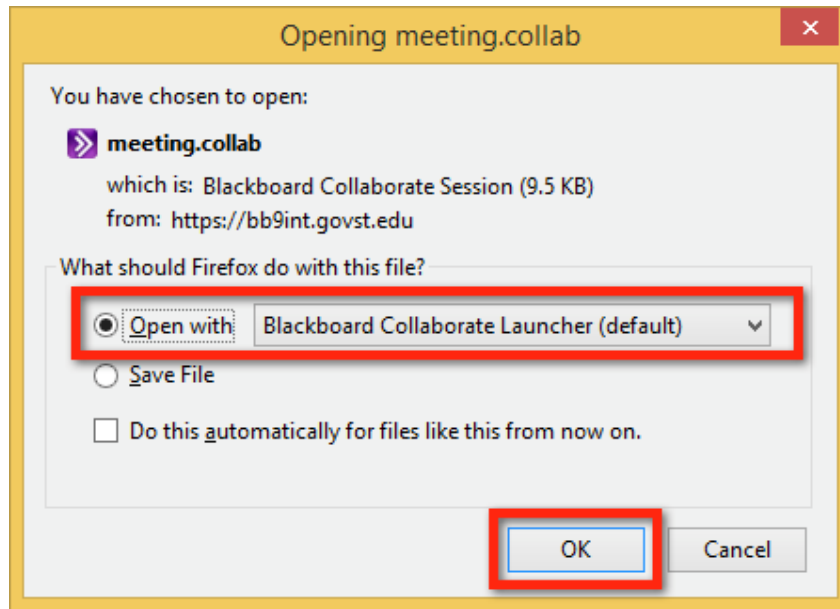 Opening meeting.collab
You have chosen to open:
meeting.collab
which is: Blackboard Collaborate Session (9.5 KB)
from: https://bb9int.govst.edu
What should Firefox do with this file?
Open with Blackboard Collaborate Launcher (default)
Save File
Do this automatically for files like this from now on.
OK Cancel